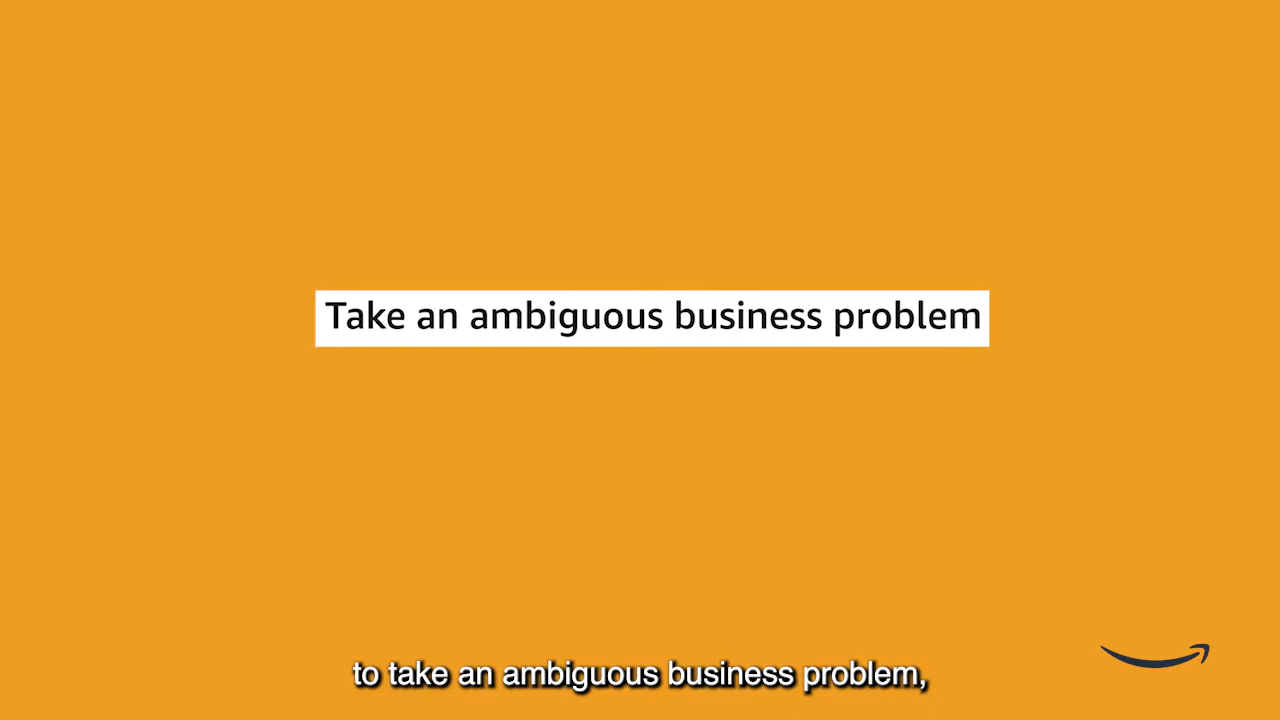 Take an ambiguous business problem
to take an ambiguous business problem,